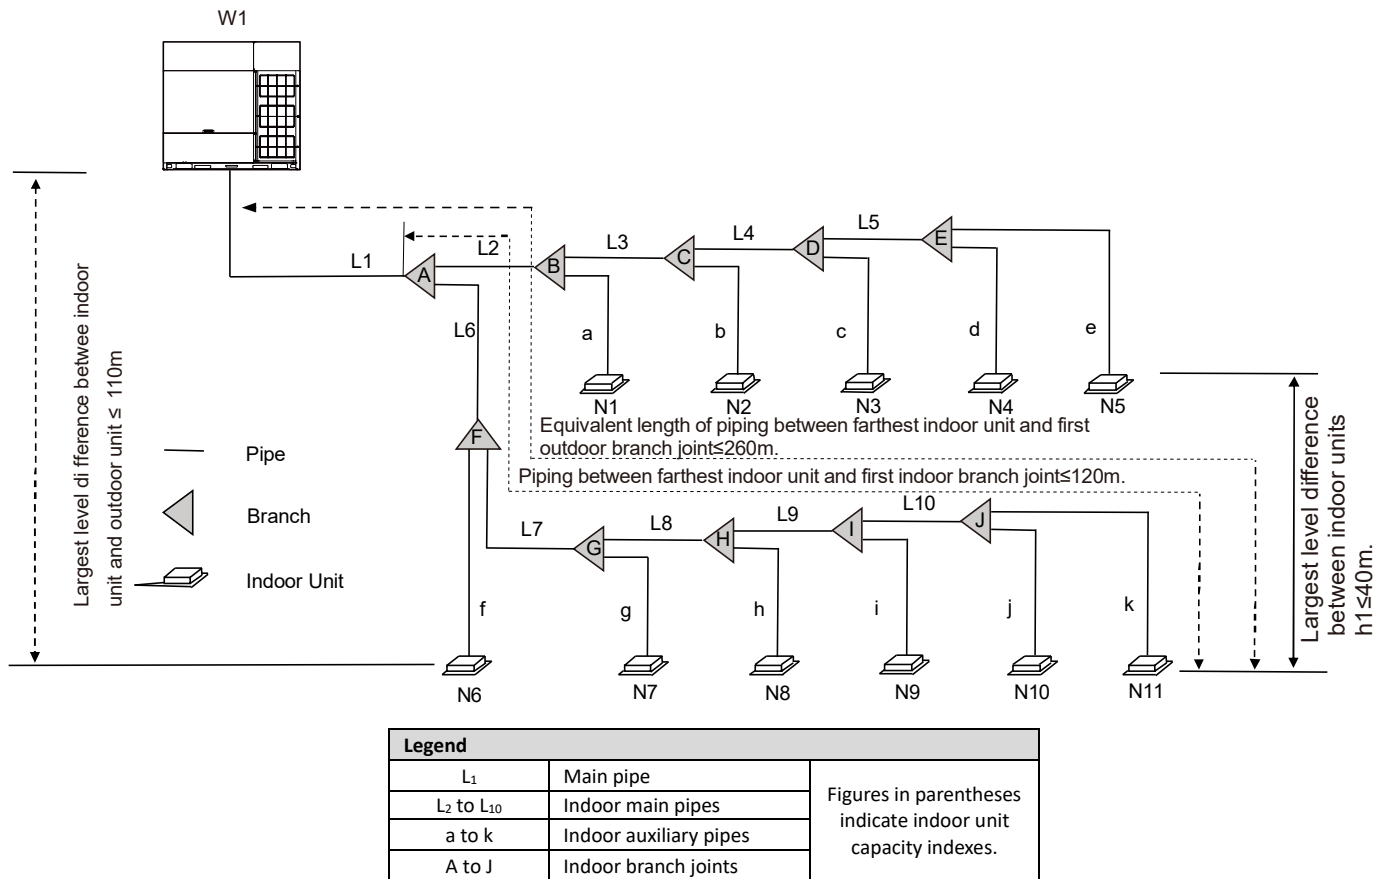 W1
L1
A
L2
B
L3
C
L4
D
L5
E
L6
a
b
c
d
e
N1
N2
N3
N4
N5
Largest level di fference betwee indoor
unit and outdoor unit ≤ 110m
Equivalent length of piping between farthest indoor unit and first
outdoor branch joint≤260m.
Piping between farthest indoor unit and first indoor branch joint≤120m.
Largest level difference
between indoor units
h1≤40m.
Pipe
Branch
Indoor Unit
F
L7
G
L8
H
L9
I
L10
J
f
g
h
i
j
k
N6
N7
N8
N9
N10
N11
Legend
L1 Main pipe
L2 to L10 Indoor main pipes
a to k Indoor auxiliary pipes
A to J Indoor branch joints
Figures in parentheses
indicate indoor unit
capacity indexes.